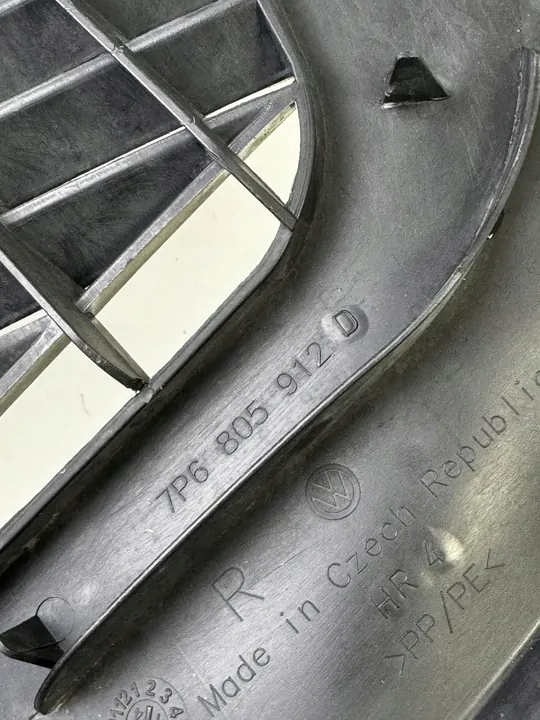 7P6 805 912 D
R
Made in Czech Republic
HR 4
>PP/PE<